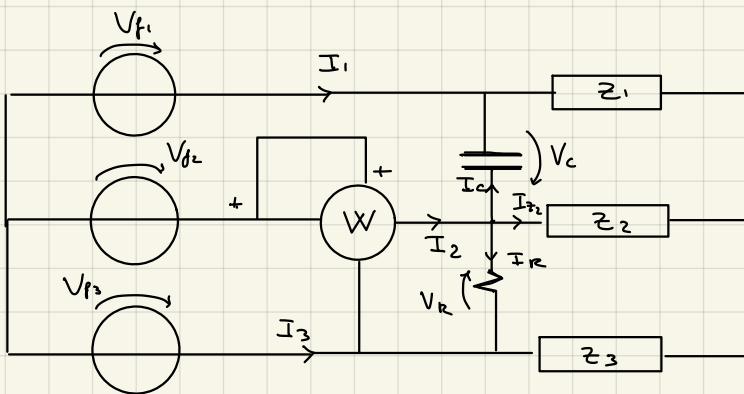 Vf1
I1
Z1
Vf2
+
+
W
Ic
Vc
I2
Iz2
Z2
Vf3
I3
VR
IR
Z3